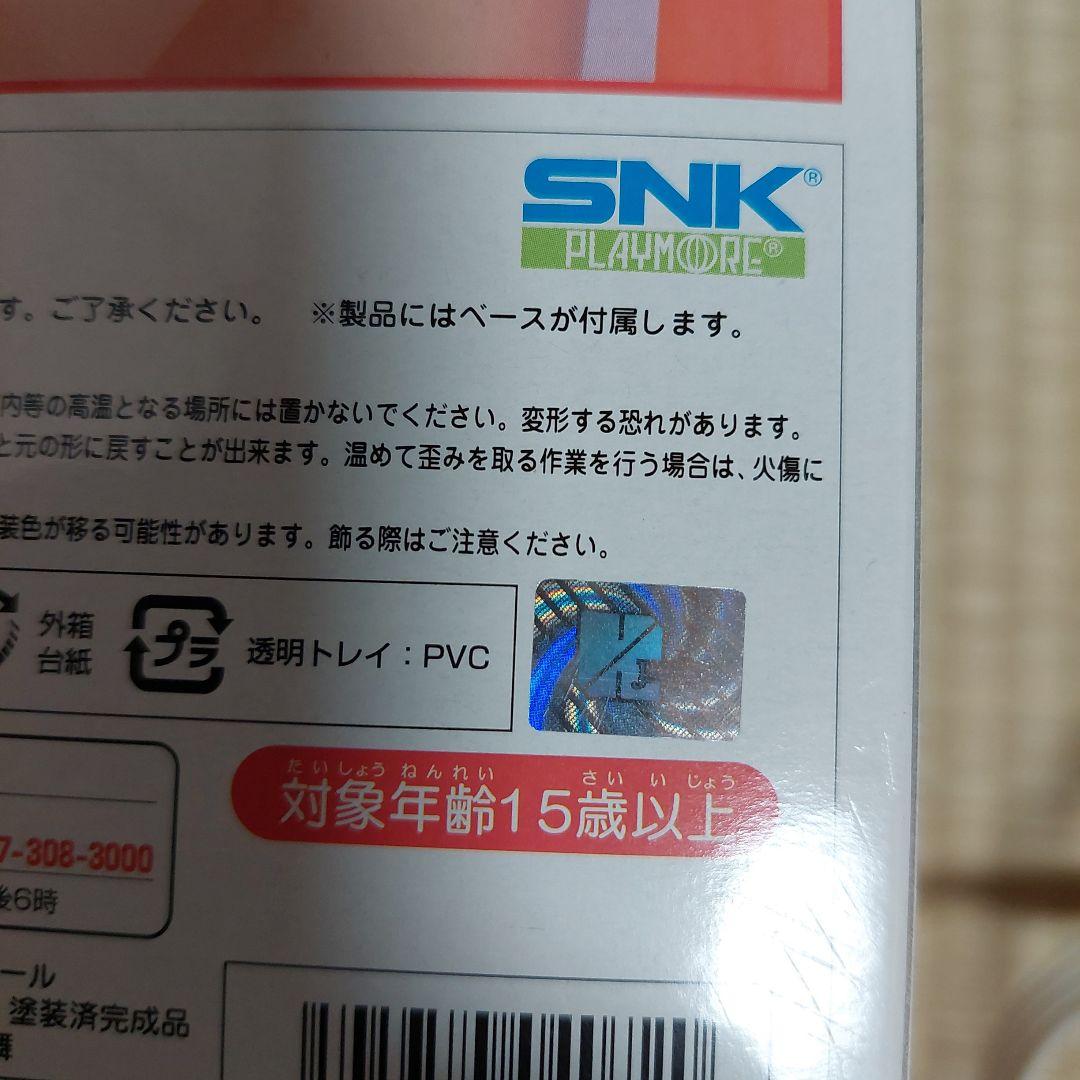 SNK®
PLAYMORE®
す。ご了承ください。 ※製品にはベースが付属します。
内等の高温となる場所には置かないでください。変形する恐れがあります。
と元の形に戻すことが出来ます。温めて歪みを取る作業を行う場合は、火傷に
装色が移る可能性があります。飾る際はご注意ください。
外箱
台紙
プラ
透明トレイ：PVC
たいしょう ねんれい さい い じょう
対象年齢15歳以上
7-308-3000
後6時
ール
塗装済完成品
舞